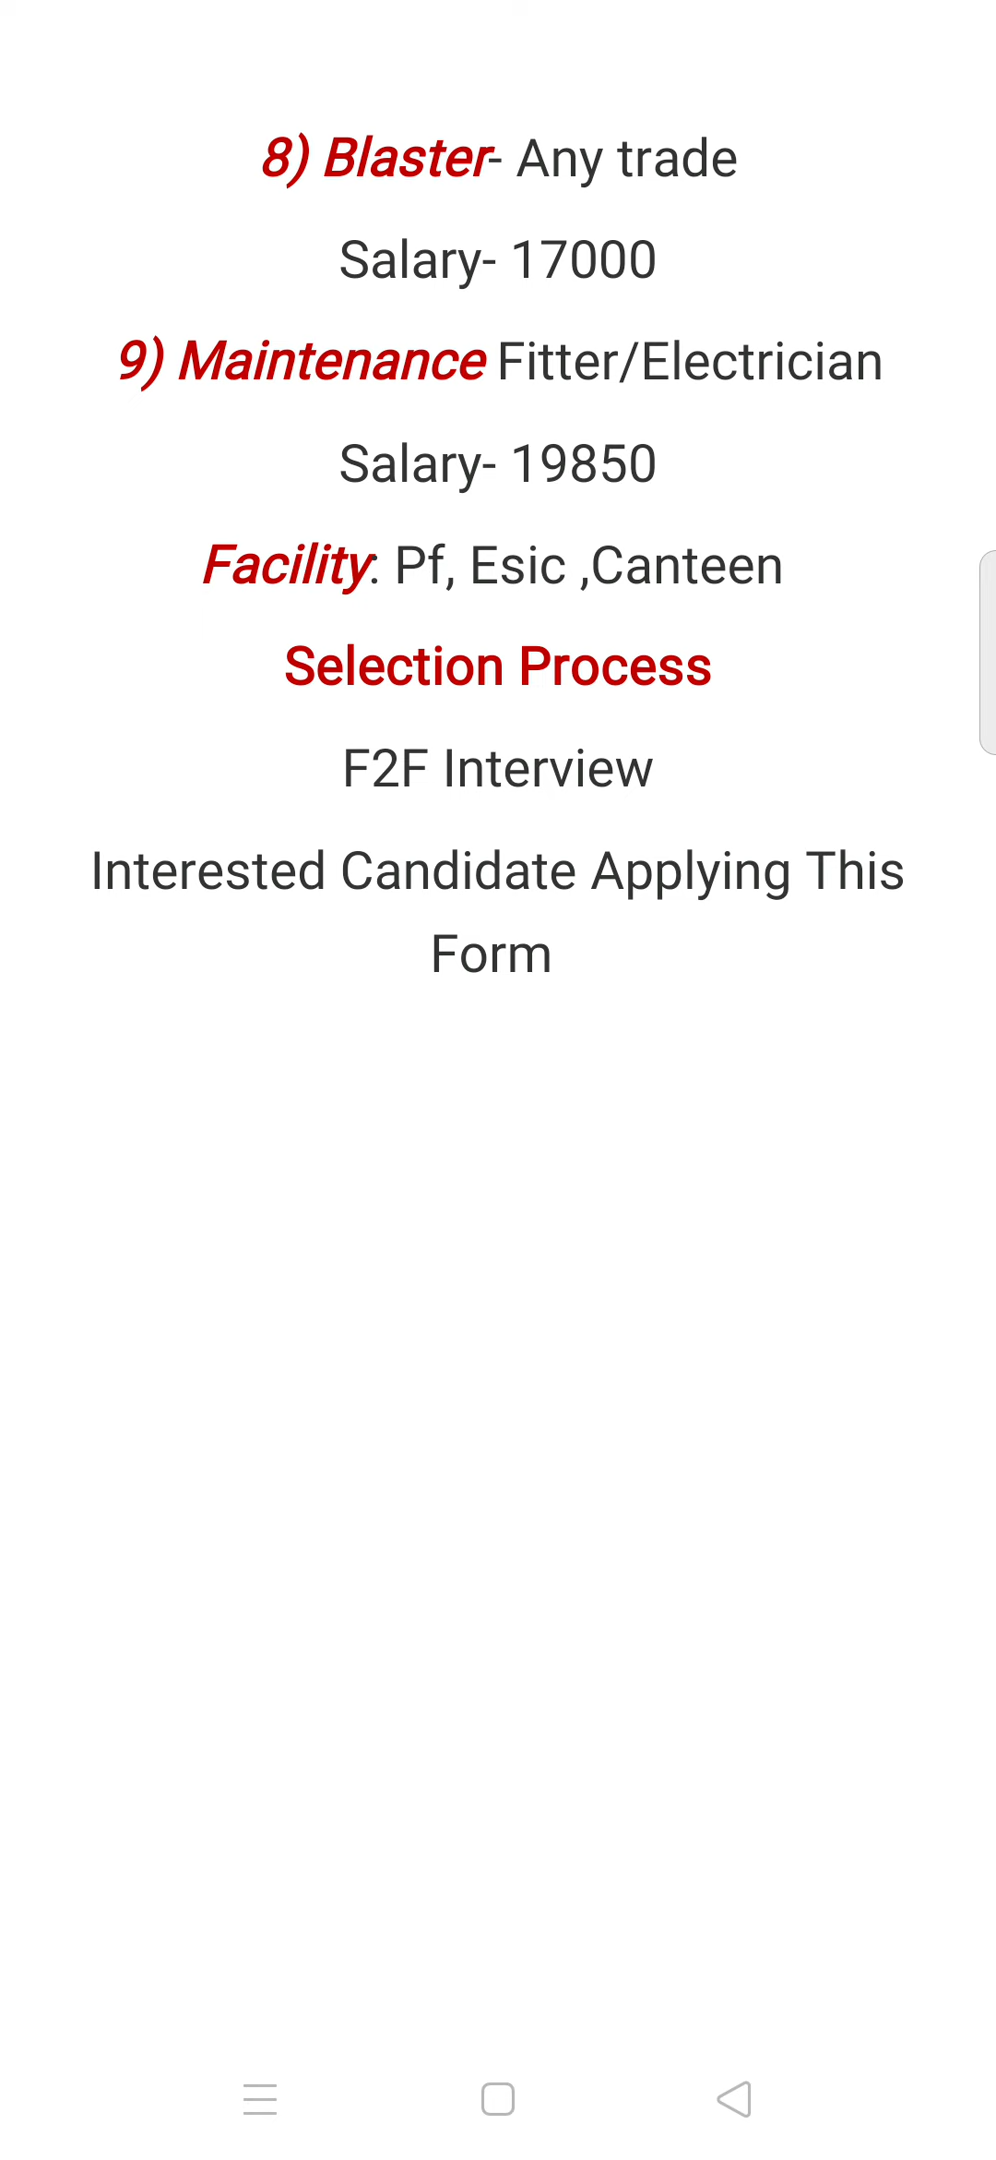 8) Blaster- Any trade
Salary- 17000
9) Maintenance Fitter/Electrician
Salary- 19850
Facility: Pf, Esic ,Canteen
Selection Process
F2F Interview
Interested Candidate Applying This
Form